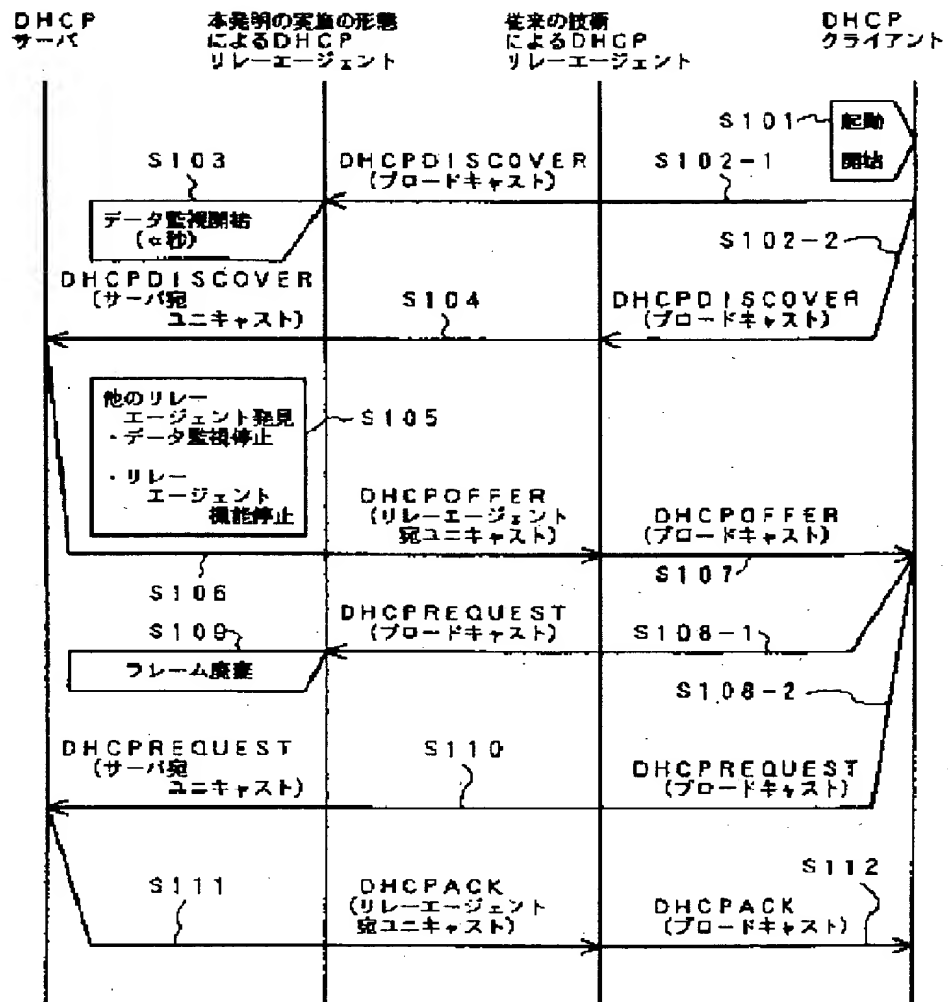 DHCP
サーバ
本発明の実施の形態
によるDHCP
リレーエージェント
従来の技術
によるDHCP
リレーエージェント
DHCP
クライアント
S101
起動
開始
S103
DHCPDISCOVER
(ブロードキャスト)
S102-1
データ監視開始
(α秒)
S102-2
DHCPDISCOVER
(サーバ宛
ユニキャスト)
S104
DHCPDISCOVER
(ブロードキャスト)
他のリレー
エージェント発見
・データ監視停止
・リレー
エージェント
機能停止
S105
DHCPOFFER
(リレーエージェント
宛ユニキャスト)
DHCPOFFER
(ブロードキャスト)
S106
S107
S109
DHCPREQUEST
(ブロードキャスト)
S108-1
フレーム廃棄
S108-2
DHCPREQUEST
(サーバ宛
ユニキャスト)
S110
DHCPREQUEST
(ブロードキャスト)
S111
DHCPACK
(リレーエージェント
宛ユニキャスト)
S112
DHCPACK
(ブロードキャスト)